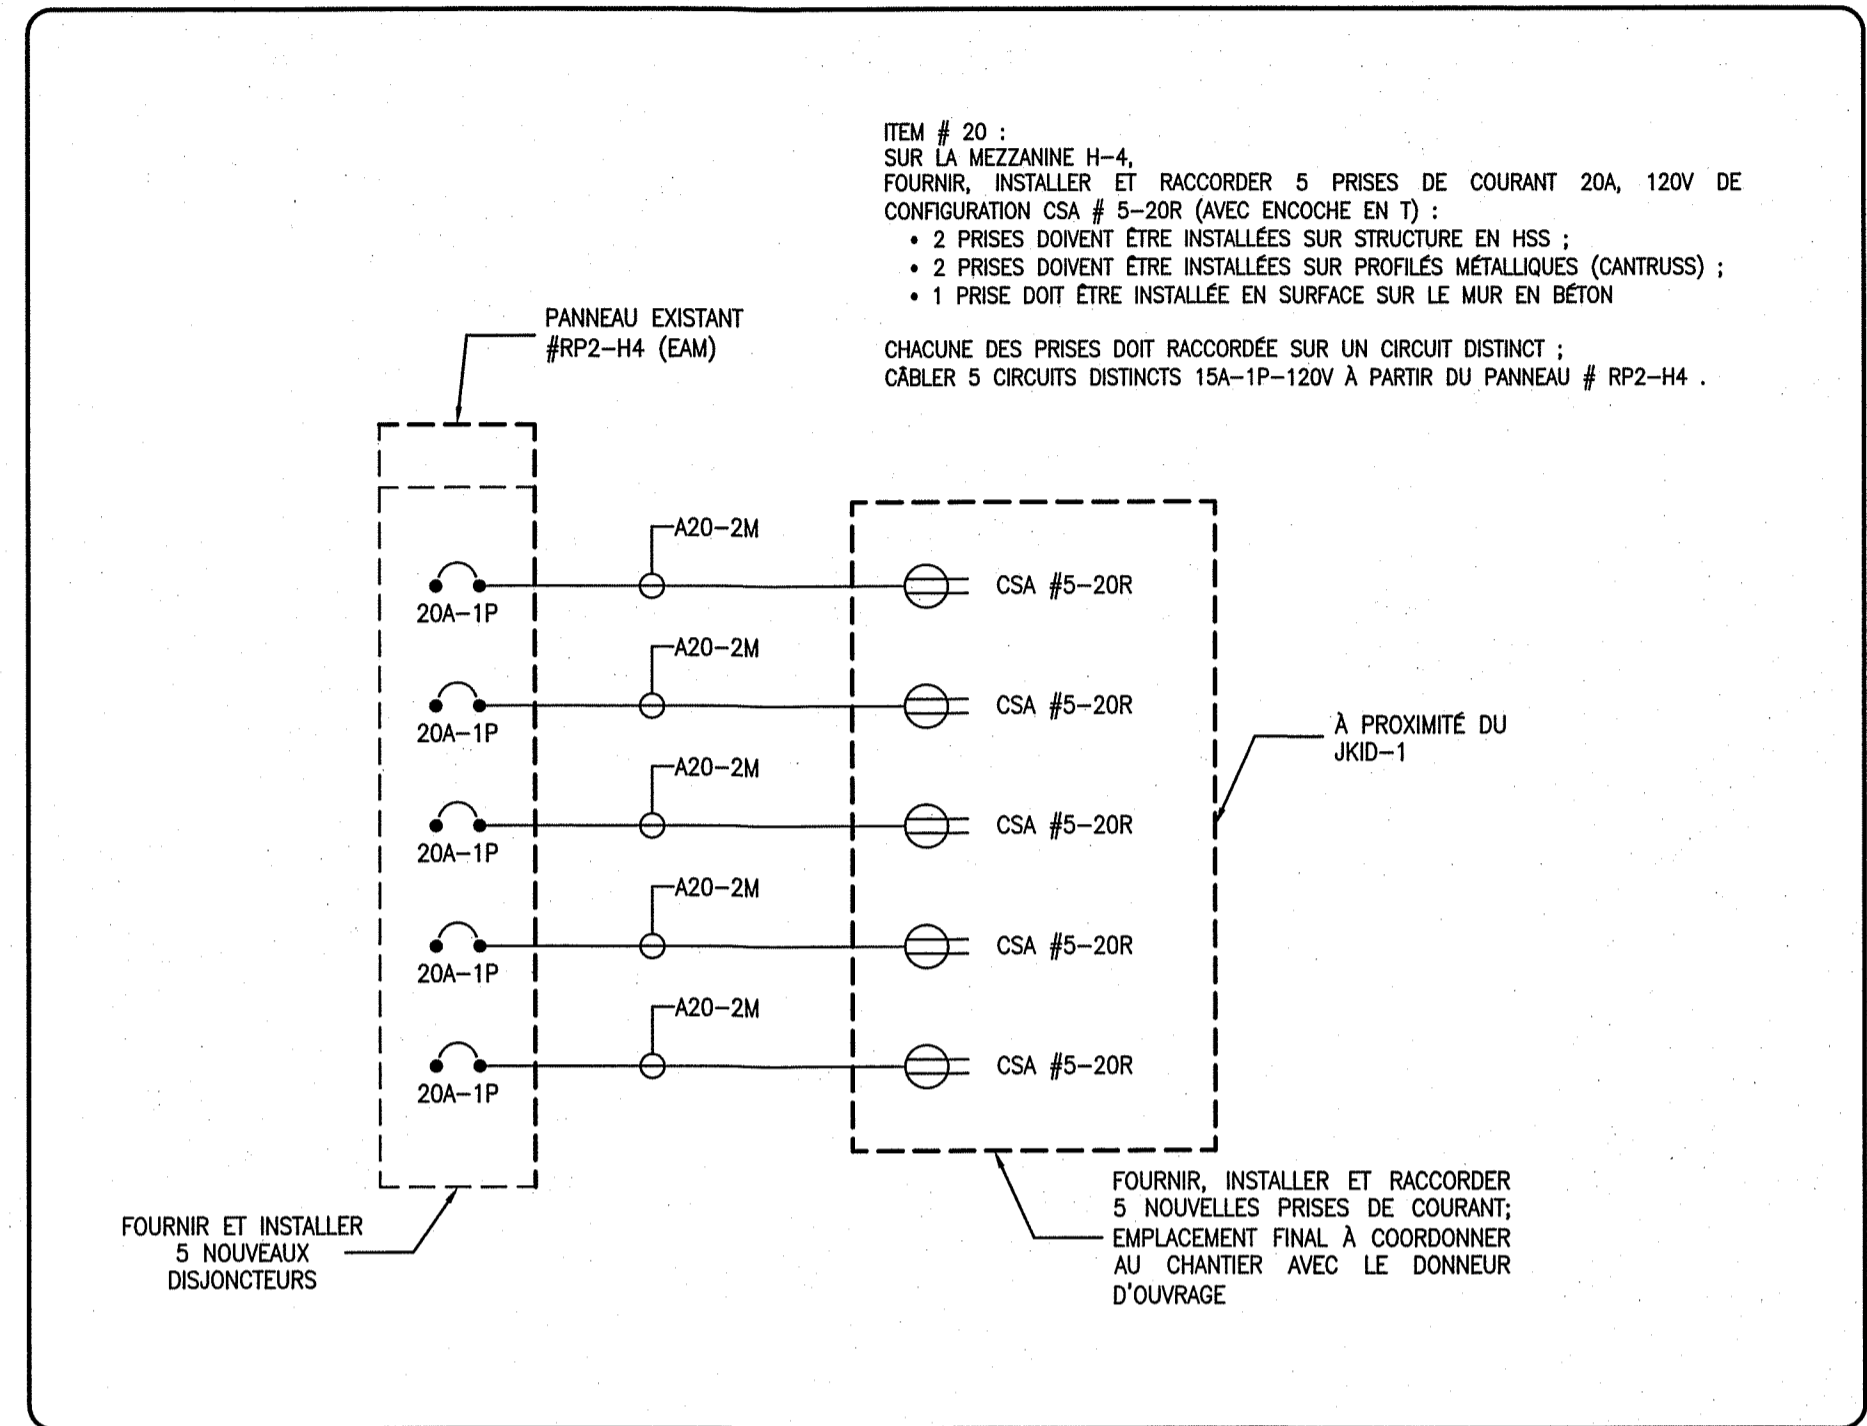 ITEM # 20 :
SUR LA MEZZANINE H-4,
FOURNIR, INSTALLER ET RACCORDER 5 PRISES DE COURANT 20A, 120V DE
CONFIGURATION CSA # 5-20R (AVEC ENCOCHE EN T) :
• 2 PRISES DOIVENT ÊTRE INSTALLÉES SUR STRUCTURE EN HSS ;
• 2 PRISES DOIVENT ÊTRE INSTALLÉES SUR PROFILÉS MÉTALLIQUES (CANTRUSS) ;
• 1 PRISE DOIT ÊTRE INSTALLÉE EN SURFACE SUR LE MUR EN BÉTON
CHACUNE DES PRISES DOIT RACCORDÉE SUR UN CIRCUIT DISTINCT ;
CÂBLER 5 CIRCUITS DISTINCTS 15A-1P-120V À PARTIR DU PANNEAU # RP2-H4 .
PANNEAU EXISTANT
#RP2-H4 (EAM)
A20-2M
20A-1P
CSA #5-20R
A20-2M
20A-1P
CSA #5-20R
A20-2M
20A-1P
CSA #5-20R
A20-2M
20A-1P
CSA #5-20R
A20-2M
20A-1P
CSA #5-20R
À PROXIMITÉ DU
JKID-1
FOURNIR ET INSTALLER
5 NOUVEAUX
DISJONCTEURS
FOURNIR, INSTALLER ET RACCORDER
5 NOUVELLES PRISES DE COURANT;
EMPLACEMENT FINAL À COORDONNER
AU CHANTIER AVEC LE DONNEUR
D'OUVRAGE